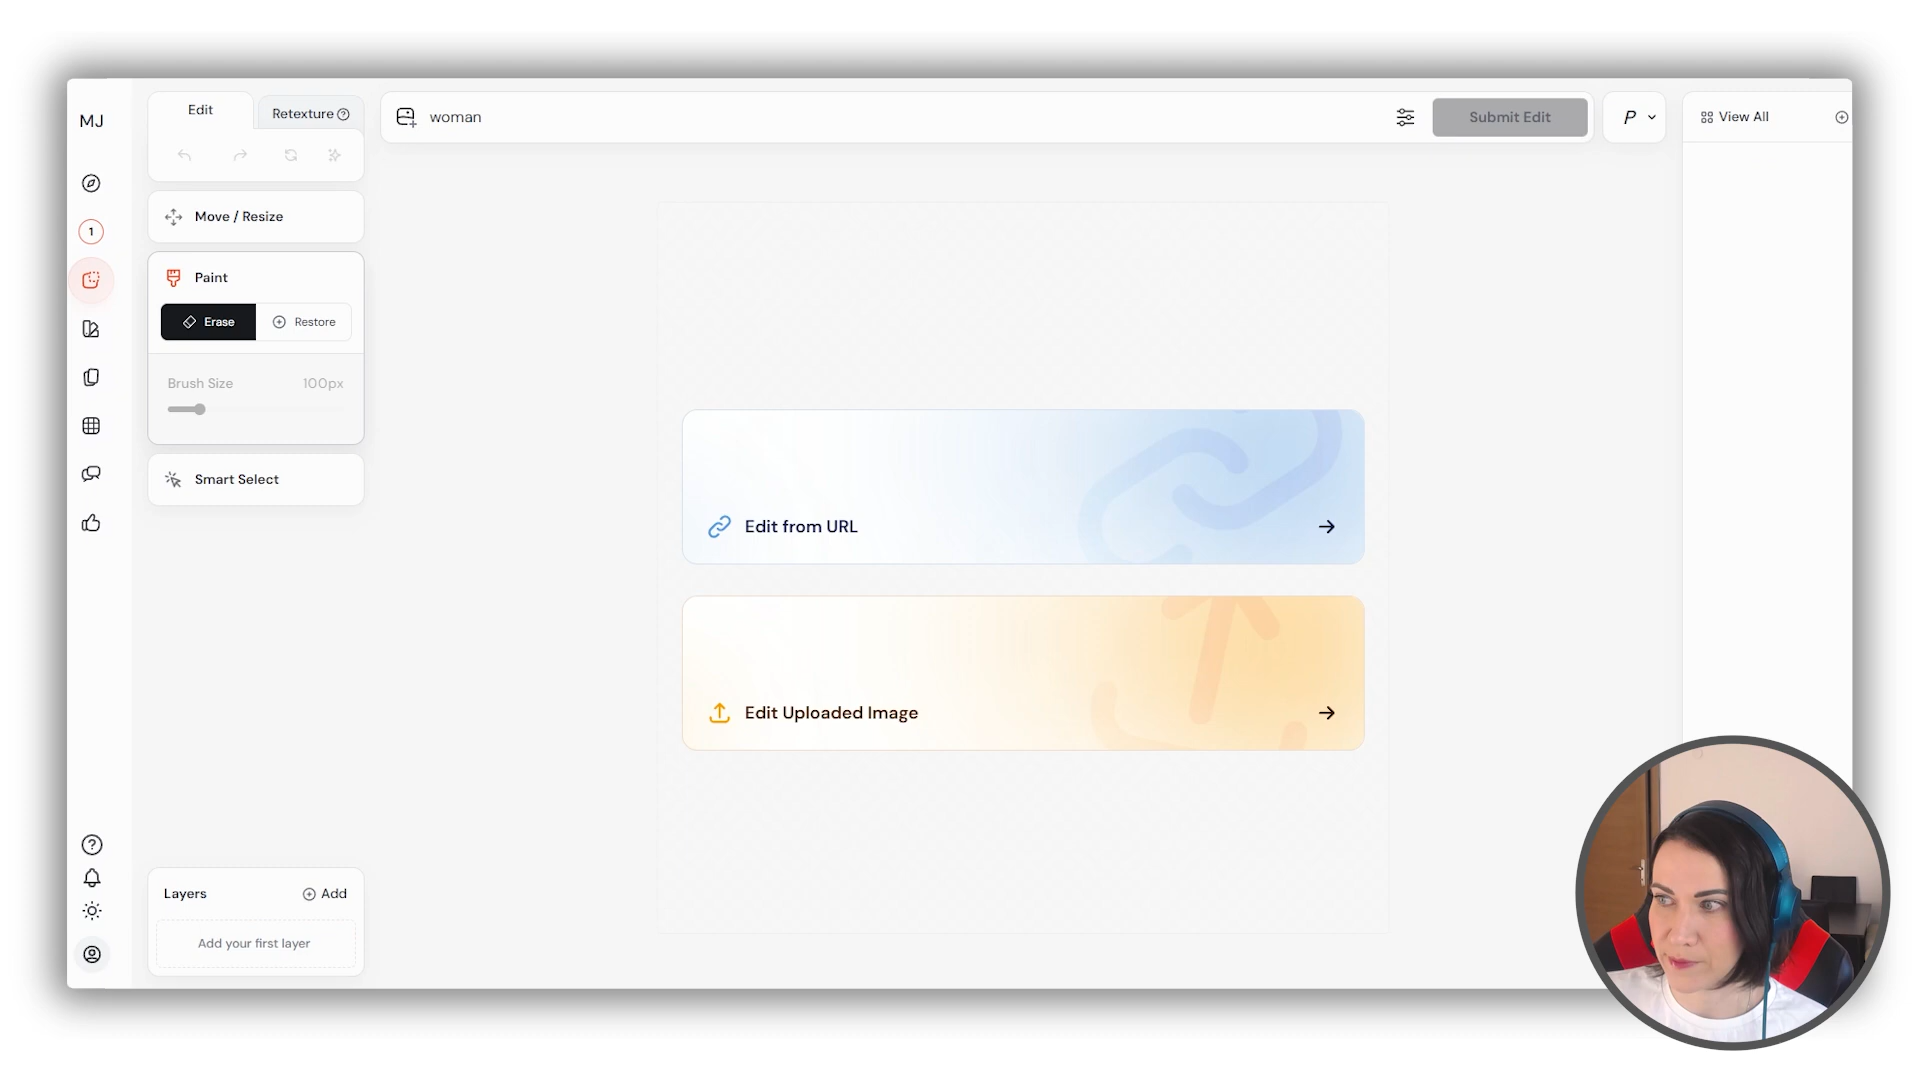 MJ
Edit
Retexture
woman
Submit Edit
P
View All
1
Move / Resize
Paint
Erase
Restore
Brush Size
100px
Smart Select
Edit from URL
Edit Uploaded Image
Layers
Add
Add your first layer